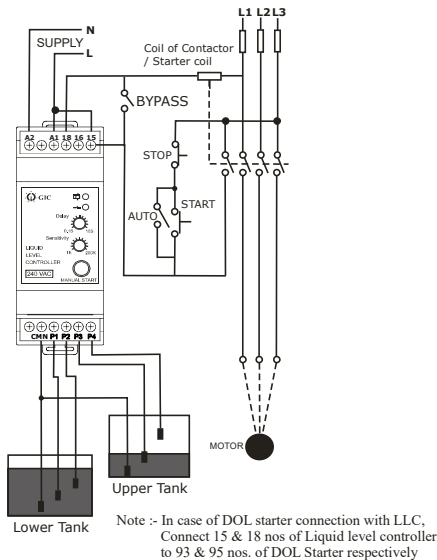 L1 L2 L3
N
SUPPLY
L
Coil of Contactor
/ Starter coil
BYPASS
A2 A1 18 16 15
STOP
GIC
Delay
START
AUTO
Sensitivity
LIQUID
LEVEL
CONTROLLER
240 VAC
MANUAL START
CMN P1 P2 P3 P4
MOTOR
Upper Tank
Lower Tank
Note :- In case of DOL starter connection with LLC,
Connect 15 & 18 nos of Liquid level controller
to 93 & 95 nos. of DOL Starter respectively